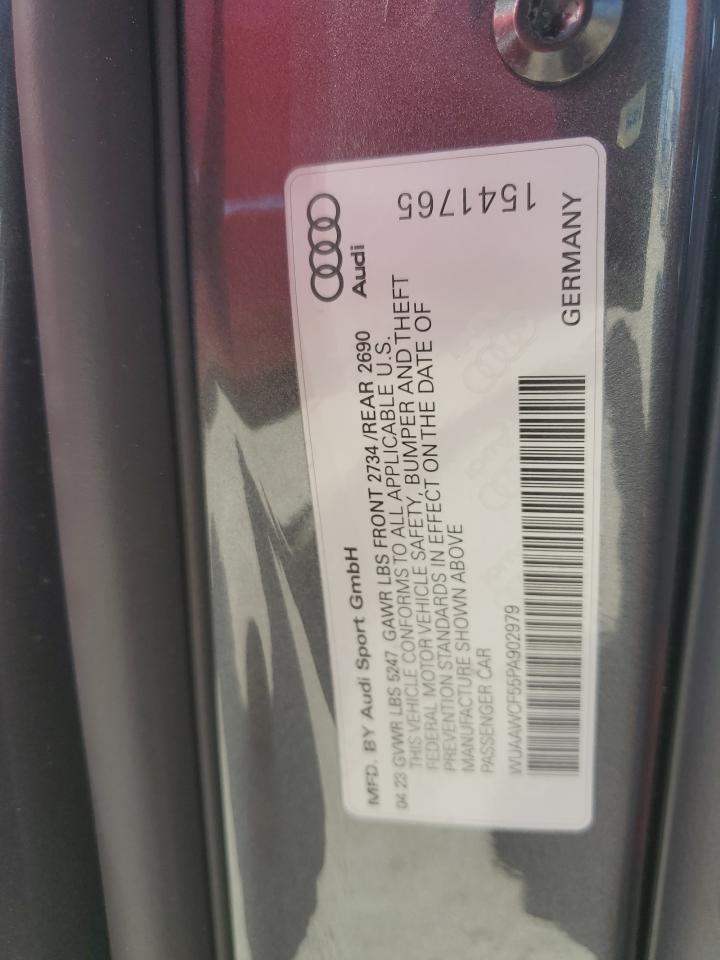 MFD. BY Audi Sport GmbH
Audi
04 23 GVWR LBS 5247 GAWR LBS FRONT 2734 /REAR 2690
THIS VEHICLE CONFORMS TO ALL APPLICABLE U.S.
FEDERAL MOTOR VEHICLE SAFETY, BUMPER AND THEFT
PREVENTION STANDARDS IN EFFECT ON THE DATE OF
MANUFACTURE SHOWN ABOVE
PASSENGER CAR
WUAAWCF55PA902979
1541765
GERMANY